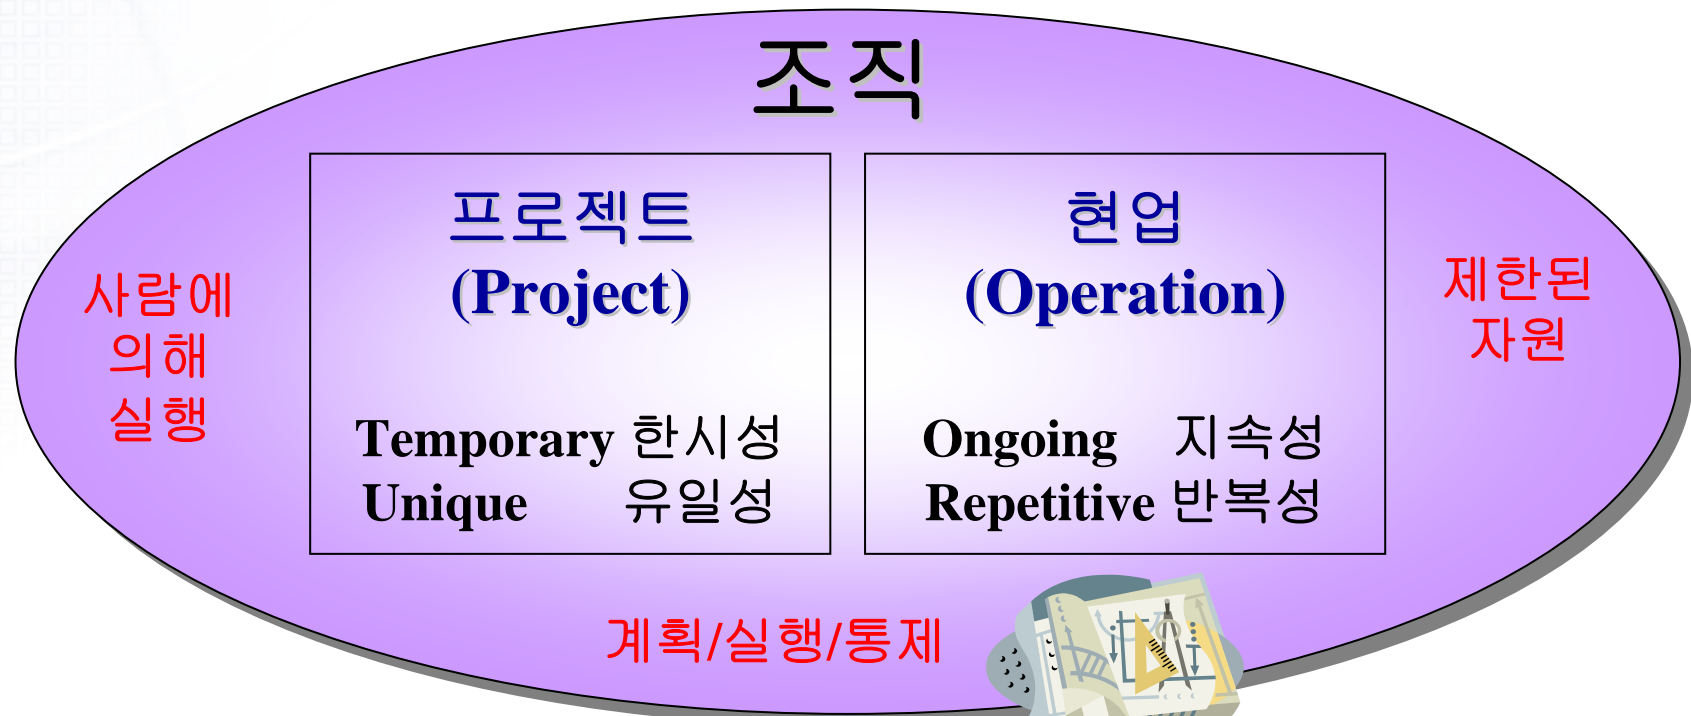 조직
프로젝트
(Project)
Temporary 한시성
Unique 유일성
현업
(Operation)
Ongoing 지속성
Repetitive 반복성
사람에
의해
실행
제한된
자원
계획/실행/통제